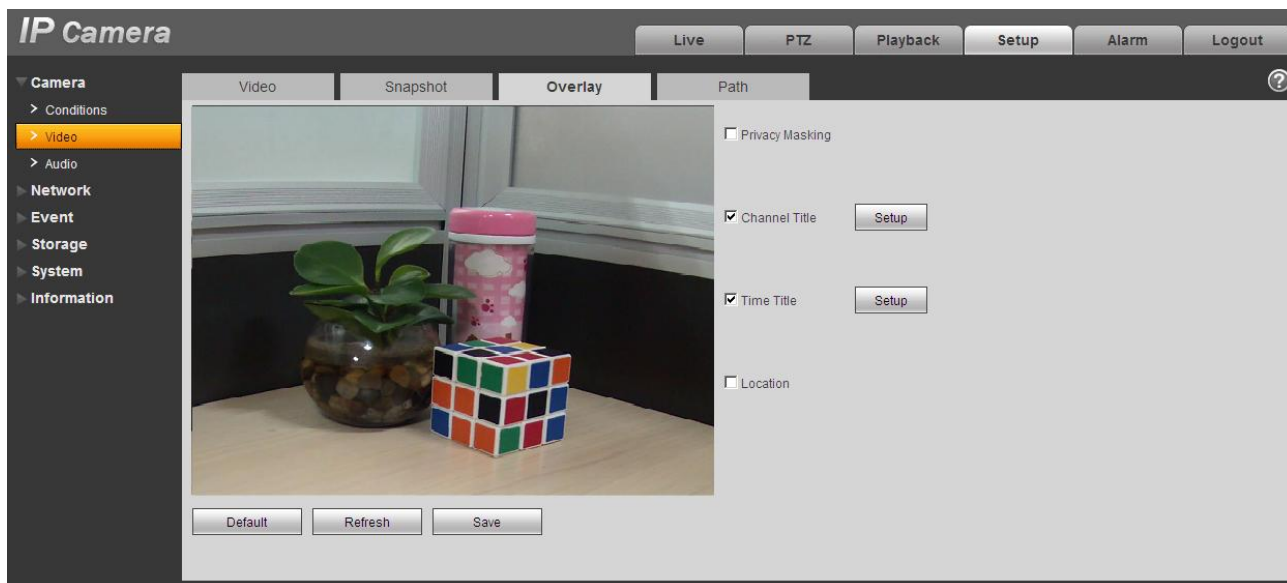 IP Camera
Live PTZ Playback Setup Alarm Logout
Camera
Video Snapshot Overlay Path
?
> Conditions
> Video
> Audio
Network
Event
Storage
System
Information
Privacy Masking
Channel Title Setup
Time Title Setup
Location
Default Refresh Save